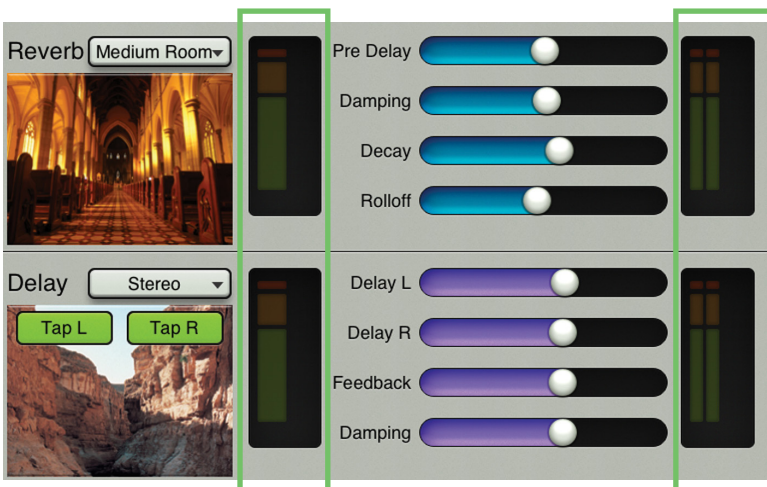 Reverb
Medium Room
Pre Delay
Damping
Decay
Rolloff
Delay
Stereo
Tap L
Tap R
Delay L
Delay R
Feedback
Damping